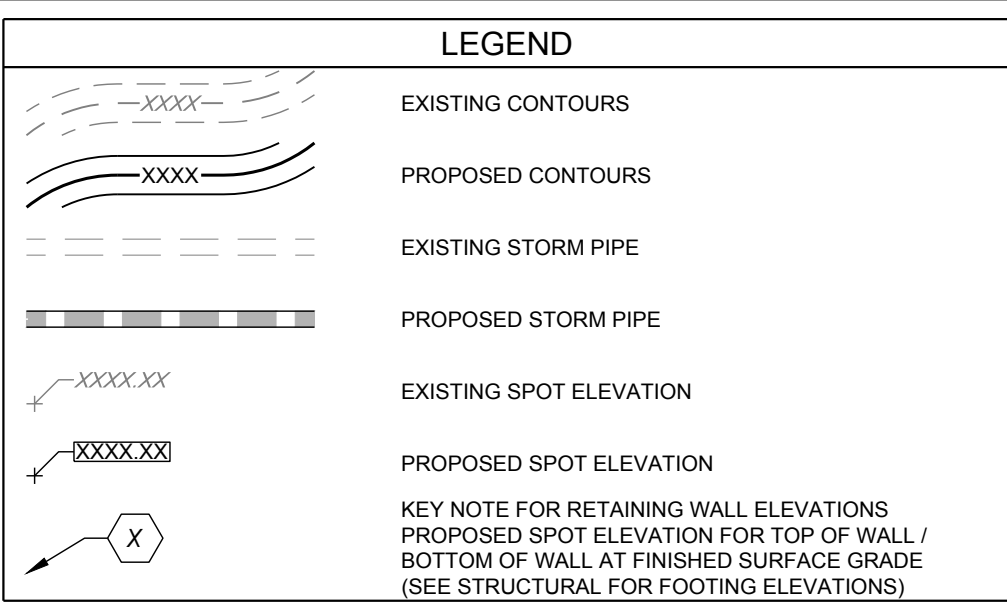 LEGEND
XXXX EXISTING CONTOURS
XXXX PROPOSED CONTOURS
EXISTING STORM PIPE
PROPOSED STORM PIPE
XXXX.XX EXISTING SPOT ELEVATION
XXXX.XX PROPOSED SPOT ELEVATION
X
KEY NOTE FOR RETAINING WALL ELEVATIONS
PROPOSED SPOT ELEVATION FOR TOP OF WALL /
BOTTOM OF WALL AT FINISHED SURFACE GRADE
(SEE STRUCTURAL FOR FOOTING ELEVATIONS)